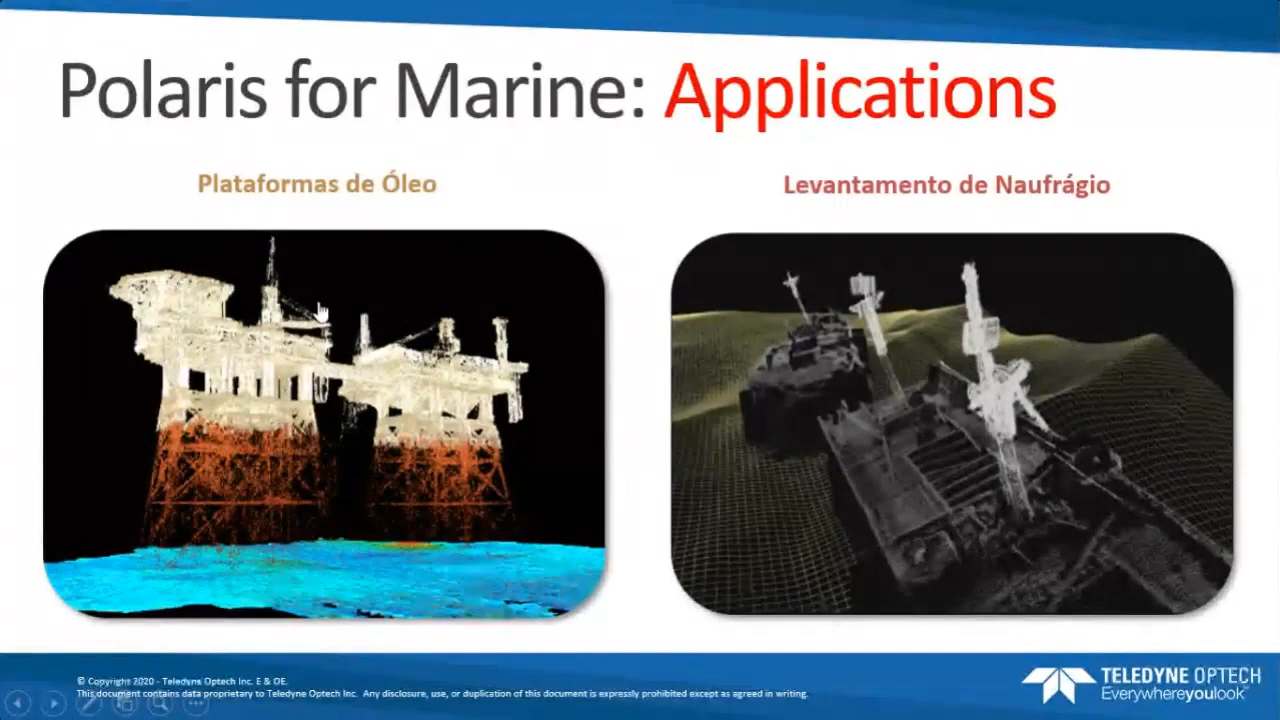 Polaris for Marine: Applications
Plataformas de Óleo
Levantamento de Naufrágio
© Copyright 2020 - Teledyne Optech Inc. E & OE.
This document contains data proprietary to Teledyne Optech Inc. Any disclosure, use, or duplication of this document is expressly prohibited except as agreed in writing.
TELEDYNE OPTECH
Everywhereyoulook™